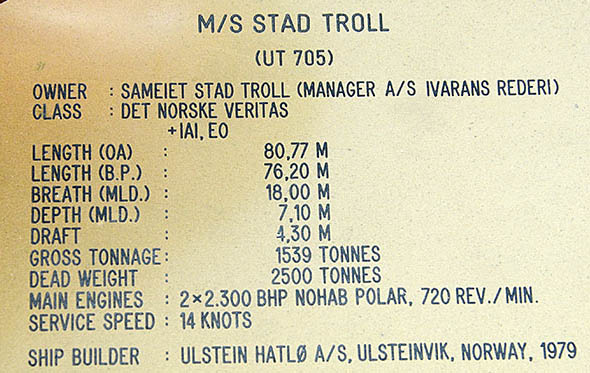 M/S STAD TROLL
(UT 705)
OWNER : SAMEIET STAD TROLL (MANAGER A/S IVARANS REDERI)
CLASS : DET NORSKE VERITAS
+IAI, EO
LENGTH (OA) : 80,77 M
LENGTH (B.P.) : 76,20 M
BREATH (MLD.) : 18,00 M
DEPTH (MLD.) : 7,10 M
DRAFT : 4,30 M
GROSS TONNAGE: 1539 TONNES
DEAD WEIGHT : 2500 TONNES
MAIN ENGINES : 2×2.300 BHP NOHAB POLAR, 720 REV./MIN.
SERVICE SPEED : 14 KNOTS
SHIP BUILDER : ULSTEIN HATLØ A/S, ULSTEINVIK, NORWAY, 1979